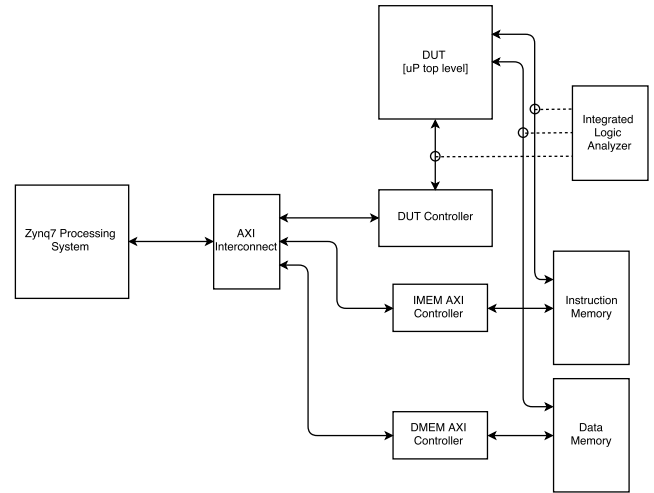 DUT
[uP top level]
Integrated
Logic
Analyzer
Zynq7 Processing
System
AXI
Interconnect
DUT Controller
IMEM AXI
Controller
Instruction
Memory
DMEM AXI
Controller
Data
Memory